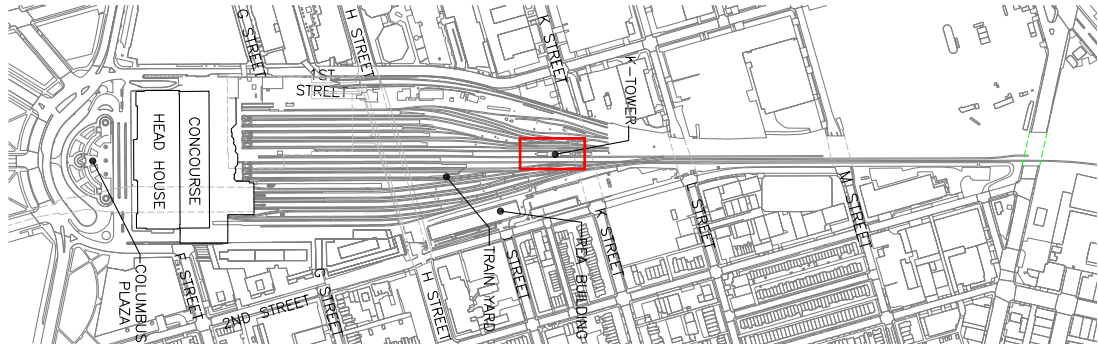 G STREET
H STREET
K STREET
K-TOWER
1ST
STREET
HEAD HOUSE
CONCOURSE
COLUMBUS
PLAZA
F STREET
2ND STREET
G STREET
H STREET
TRAIN YARD
I STREET
REA BUILDING
K STREET
L STREET
M STREET